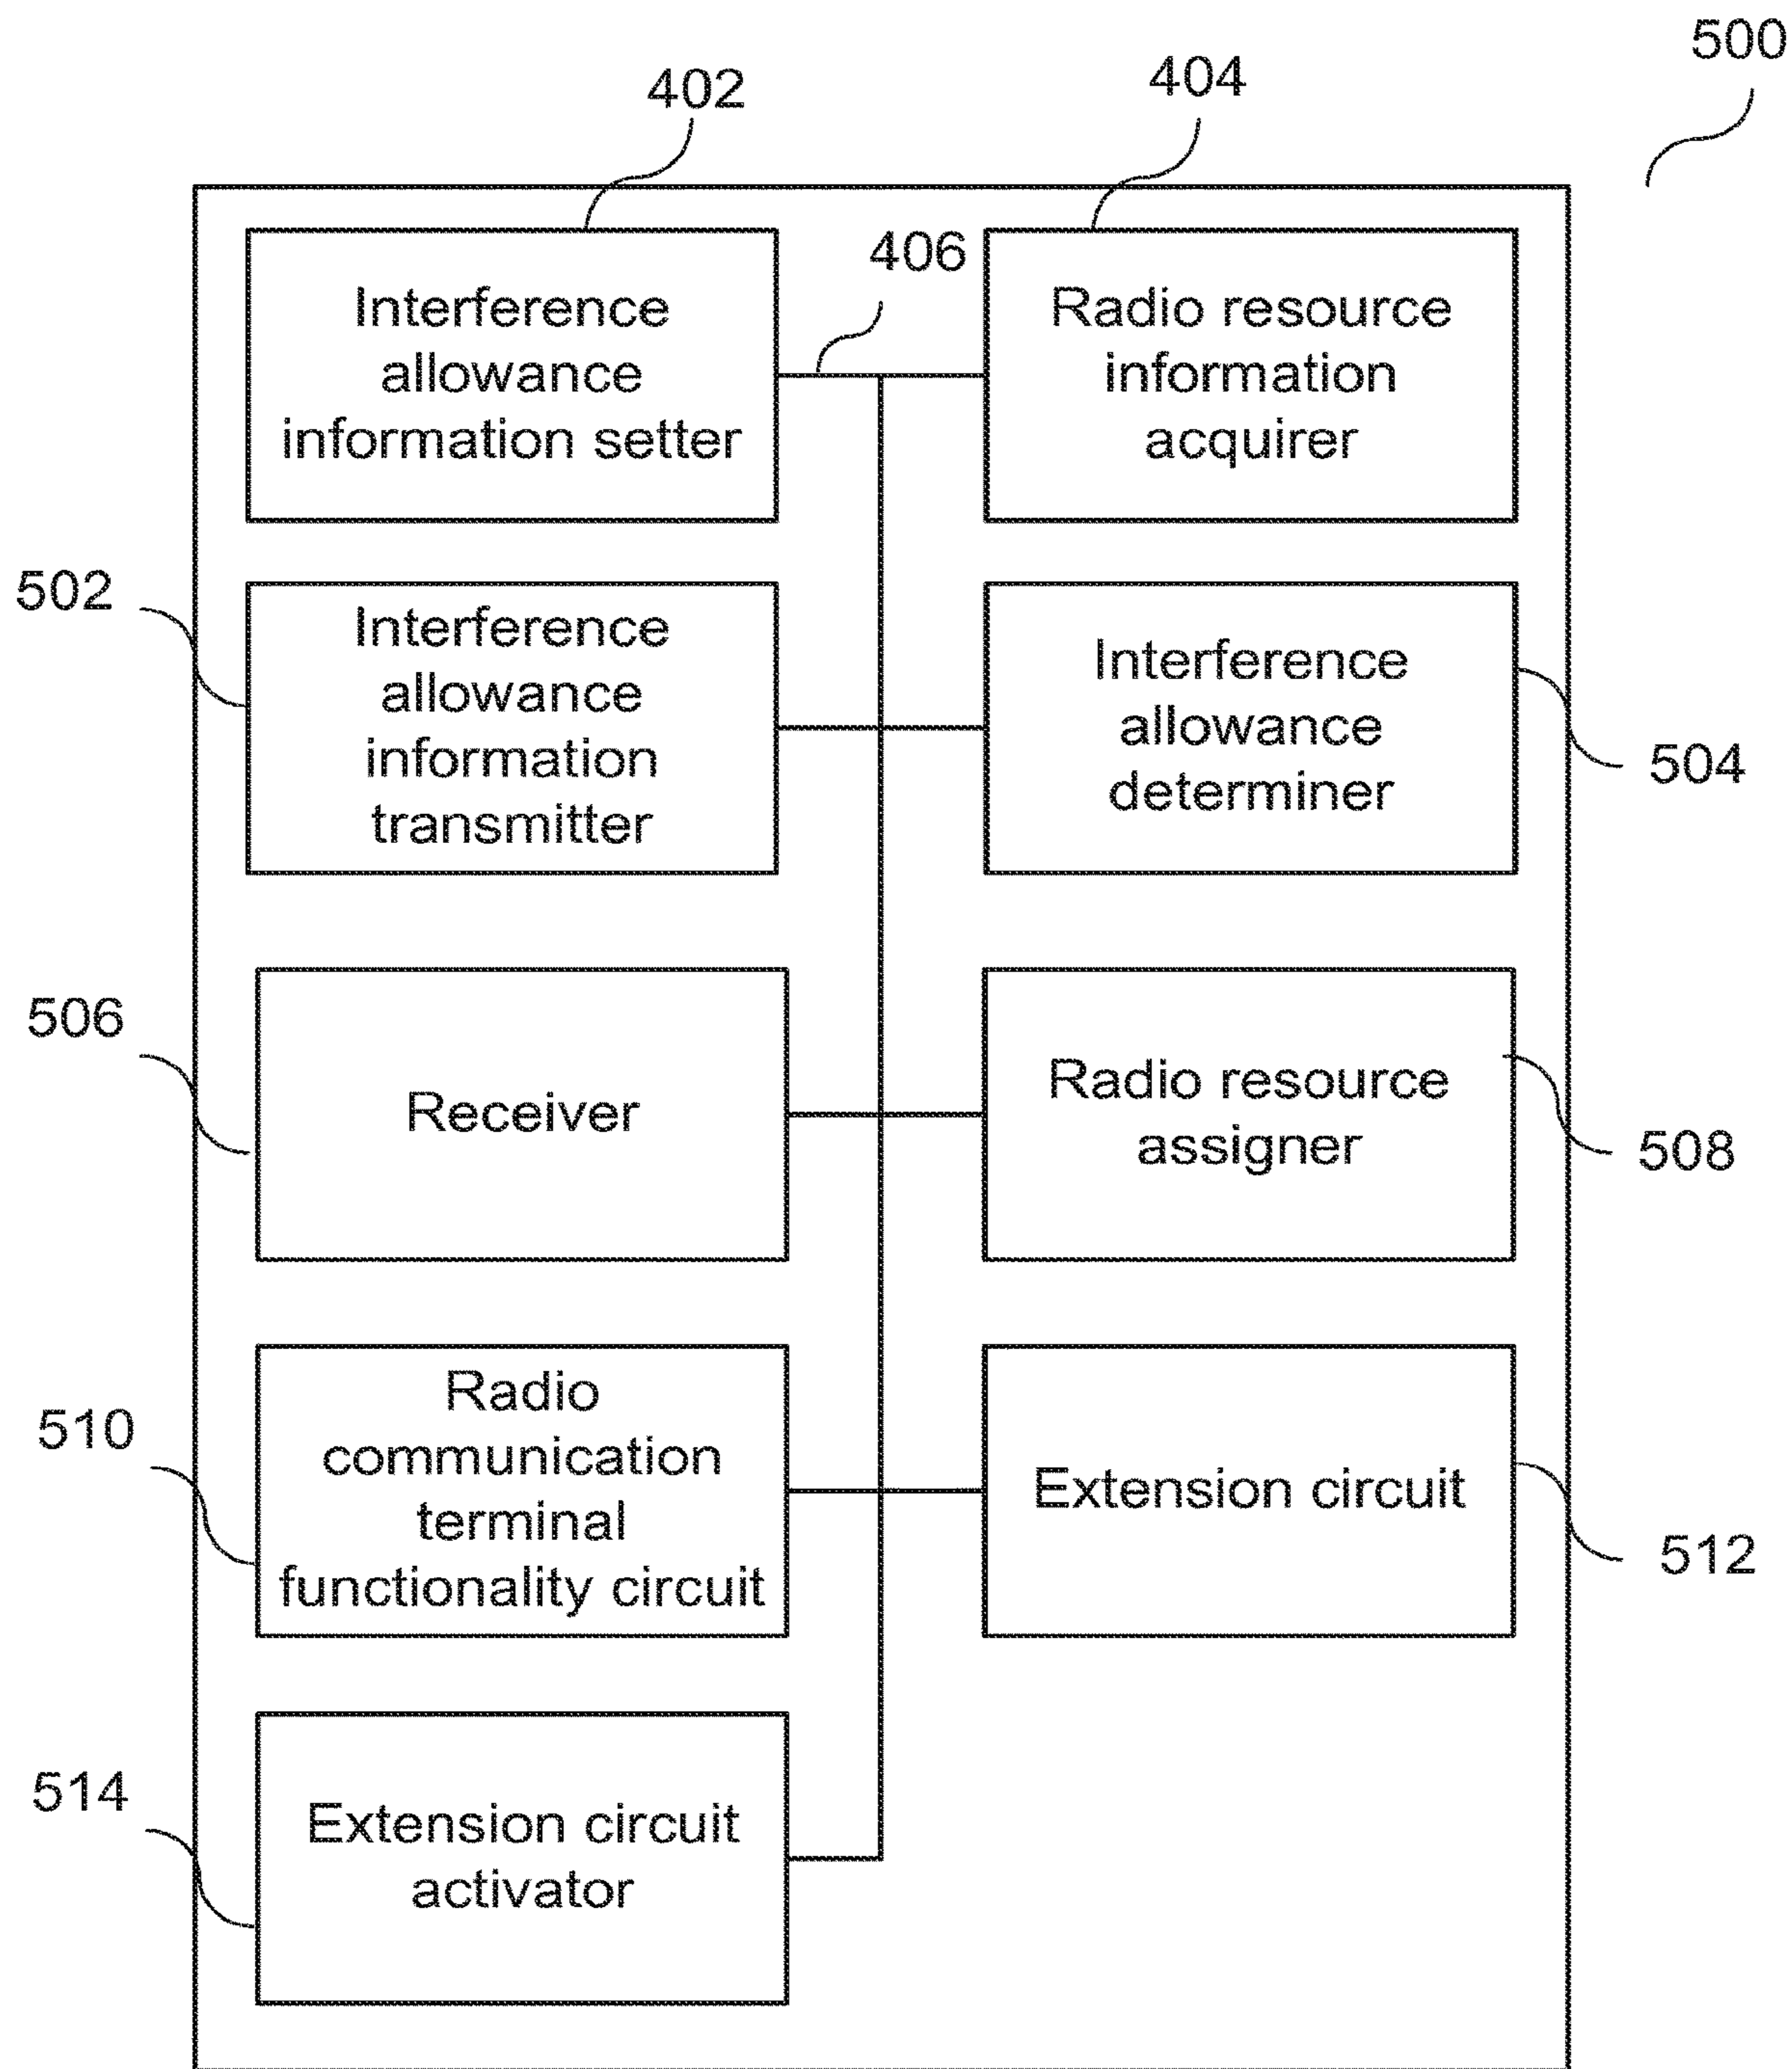 500
402
404
406
Interference
allowance
information setter
Radio resource
information
acquirer
502
Interference
allowance
information
transmitter
Interference
allowance
determiner
504
506
Receiver
Radio resource
assigner
508
510
Radio
communication
terminal
functionality circuit
Extension circuit
512
514
Extension circuit
activator